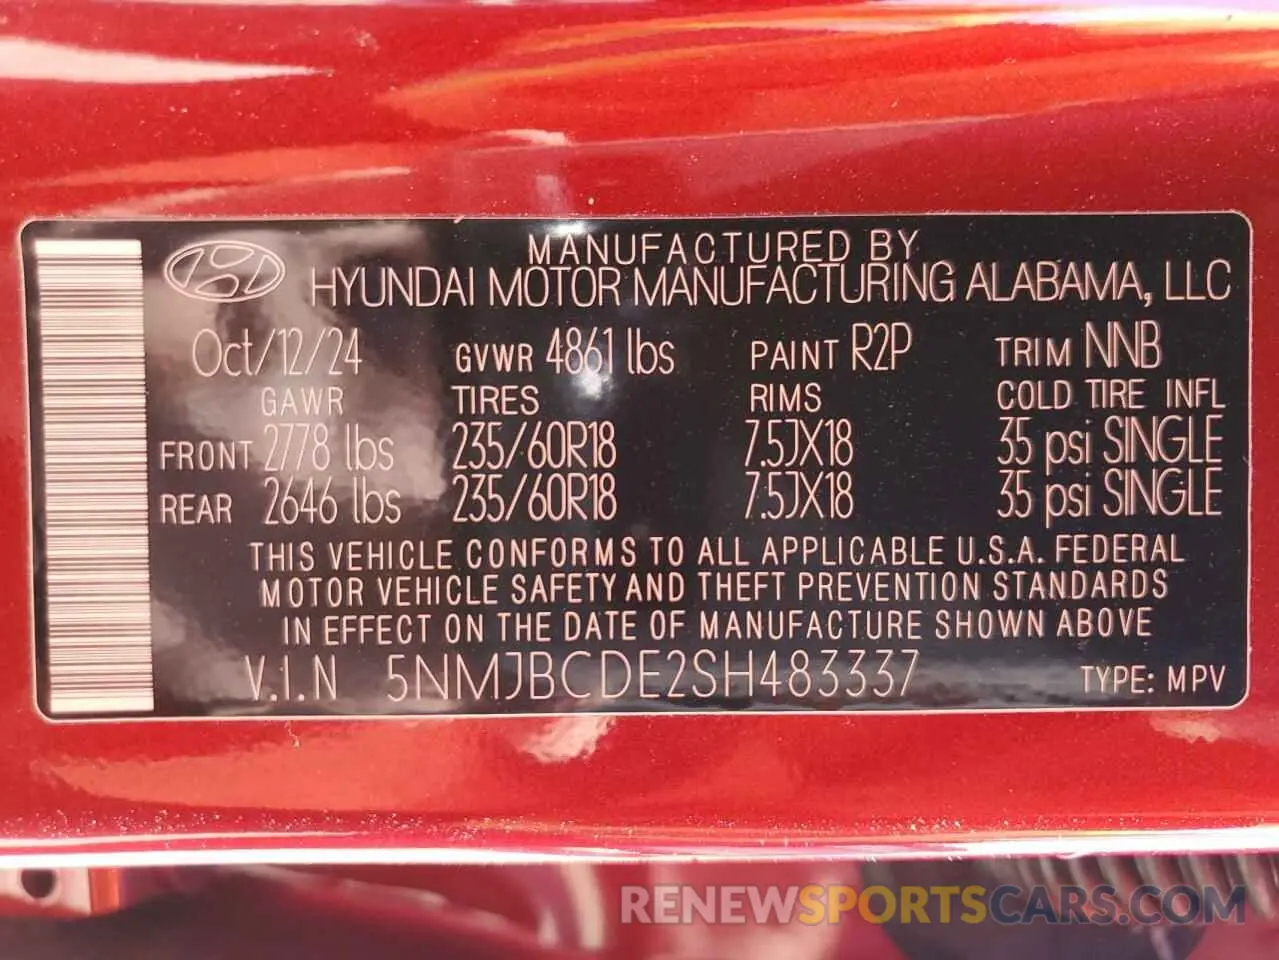 MANUFACTURED BY
HYUNDAI MOTOR MANUFACTURING ALABAMA, LLC
Oct/12/24 GVWR 4861 lbs PAINT R2P TRIM NNB
GAWR TIRES RIMS COLD TIRE INFL
FRONT 2778 lbs 235/60R18 7.5JX18 35 psi SINGLE
REAR 2646 lbs 235/60R18 7.5JX18 35 psi SINGLE
THIS VEHICLE CONFORMS TO ALL APPLICABLE U.S.A. FEDERAL
MOTOR VEHICLE SAFETY AND THEFT PREVENTION STANDARDS
IN EFFECT ON THE DATE OF MANUFACTURE SHOWN ABOVE
V.I.N 5NMJBCDE2SH483337 TYPE: MPV
RENEWSPORTSCARS.COM